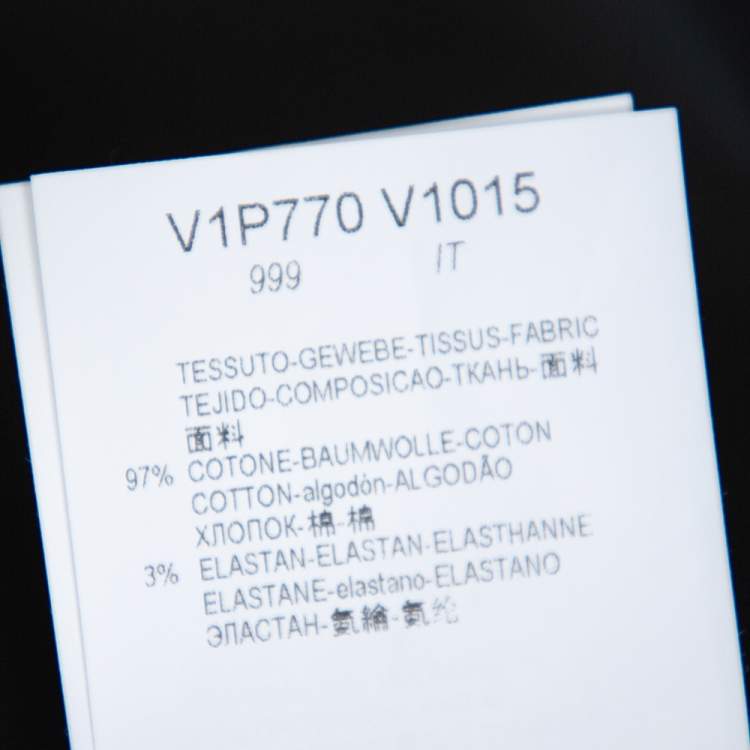 V1P770 V1015
999 IT
TESSUTO-GEWEBE-TISSUS-FABRIC
TEJIDO-COMPOSICAO-ТКАНЬ-面料
面料
97% COTONE-BAUMWOLLE-COTON
COTTON-algodón-ALGODÃO
ХЛОПОК-棉-棉
3% ELASTAN-ELASTAN-ELASTHANNE
ELASTANE-elastano-ELASTANO
ЭЛАСТАН-氨綸-氨纶